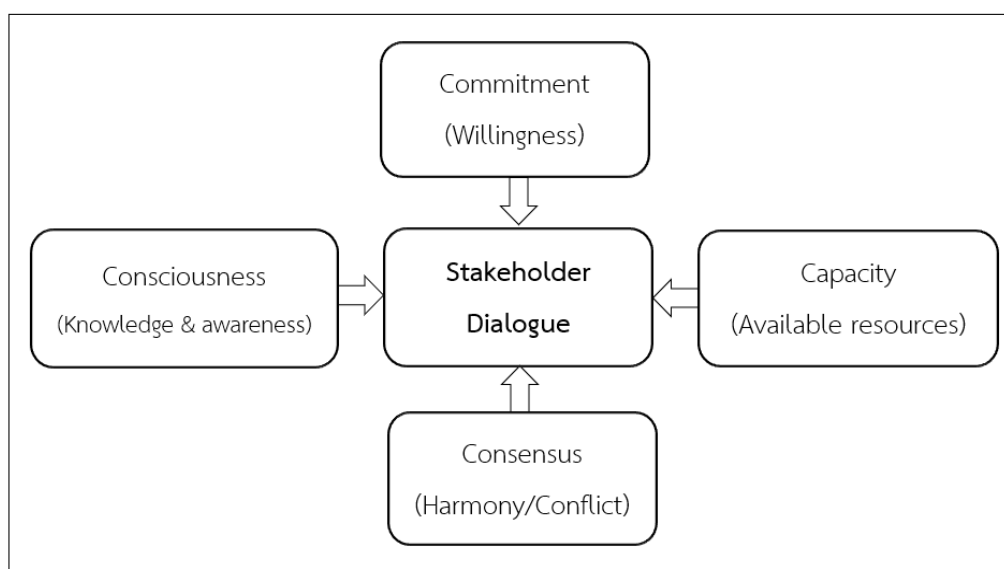 Commitment
(Willingness)
Consciousness
(Knowledge & awareness)
Stakeholder
Dialogue
Capacity
(Available resources)
Consensus
(Harmony/Conflict)